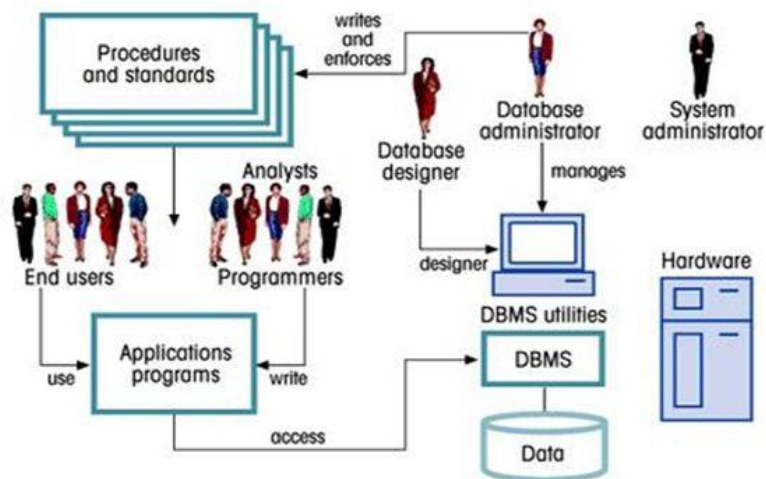 writes
and
enforces
Procedures
and standards
Database
administrator
System
administrator
Database
designer
manages
Analysts
End users
Programmers
designer
Hardware
DBMS utilities
Applications
programs
use
write
DBMS
access
Data